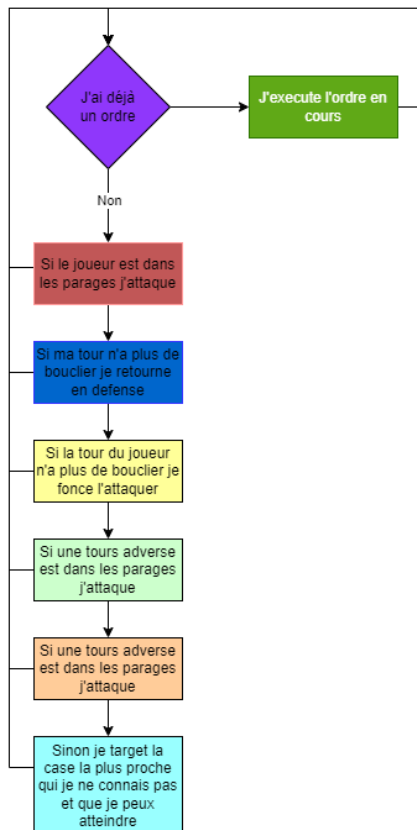 J'ai déjà
un ordre
J'execute l'ordre en
cours
Non
Si le joueur est dans
les parages j'attaque
Si ma tour n'a plus de
bouclier je retourne
en defense
Si la tour du joueur
n'a plus de bouclier je
fonce l'attaquer
Si une tours adverse
est dans les parages
j'attaque
Si une tours adverse
est dans les parages
j'attaque
Sinon je target la
case la plus proche
qui je ne connais pas
et que je peux
atteindre